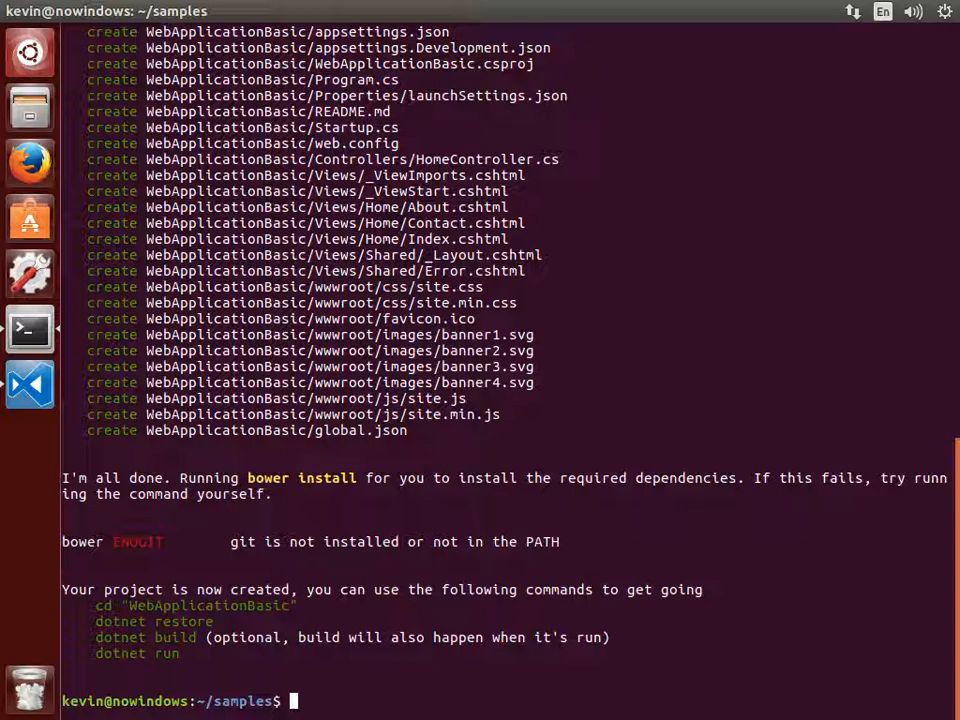 kevin@nowindows: ~/samples
En
create WebApplicationBasic/appsettings.json
create WebApplicationBasic/appsettings.Development.json
create WebApplicationBasic/WebApplicationBasic.csproj
create WebApplicationBasic/Program.cs
create WebApplicationBasic/Properties/launchSettings.json
create WebApplicationBasic/README.md
create WebApplicationBasic/Startup.cs
create WebApplicationBasic/web.config
create WebApplicationBasic/Controllers/HomeController.cs
create WebApplicationBasic/Views/_ViewImports.cshtml
create WebApplicationBasic/Views/_ViewStart.cshtml
create WebApplicationBasic/Views/Home/About.cshtml
create WebApplicationBasic/Views/Home/Contact.cshtml
create WebApplicationBasic/Views/Home/Index.cshtml
create WebApplicationBasic/Views/Shared/_Layout.cshtml
create WebApplicationBasic/Views/Shared/Error.cshtml
create WebApplicationBasic/wwwroot/css/site.css
create WebApplicationBasic/wwwroot/css/site.min.css
create WebApplicationBasic/wwwroot/favicon.ico
create WebApplicationBasic/wwwroot/images/banner1.svg
create WebApplicationBasic/wwwroot/images/banner2.svg
create WebApplicationBasic/wwwroot/images/banner3.svg
create WebApplicationBasic/wwwroot/images/banner4.svg
create WebApplicationBasic/wwwroot/js/site.js
create WebApplicationBasic/wwwroot/js/site.min.js
create WebApplicationBasic/global.json
I'm all done. Running bower install for you to install the required dependencies. If this fails, try runn
ing the command yourself.
bower ENOGIT git is not installed or not in the PATH
Your project is now created, you can use the following commands to get going
cd "WebApplicationBasic"
dotnet restore
dotnet build (optional, build will also happen when it's run)
dotnet run
kevin@nowindows:~/samples$